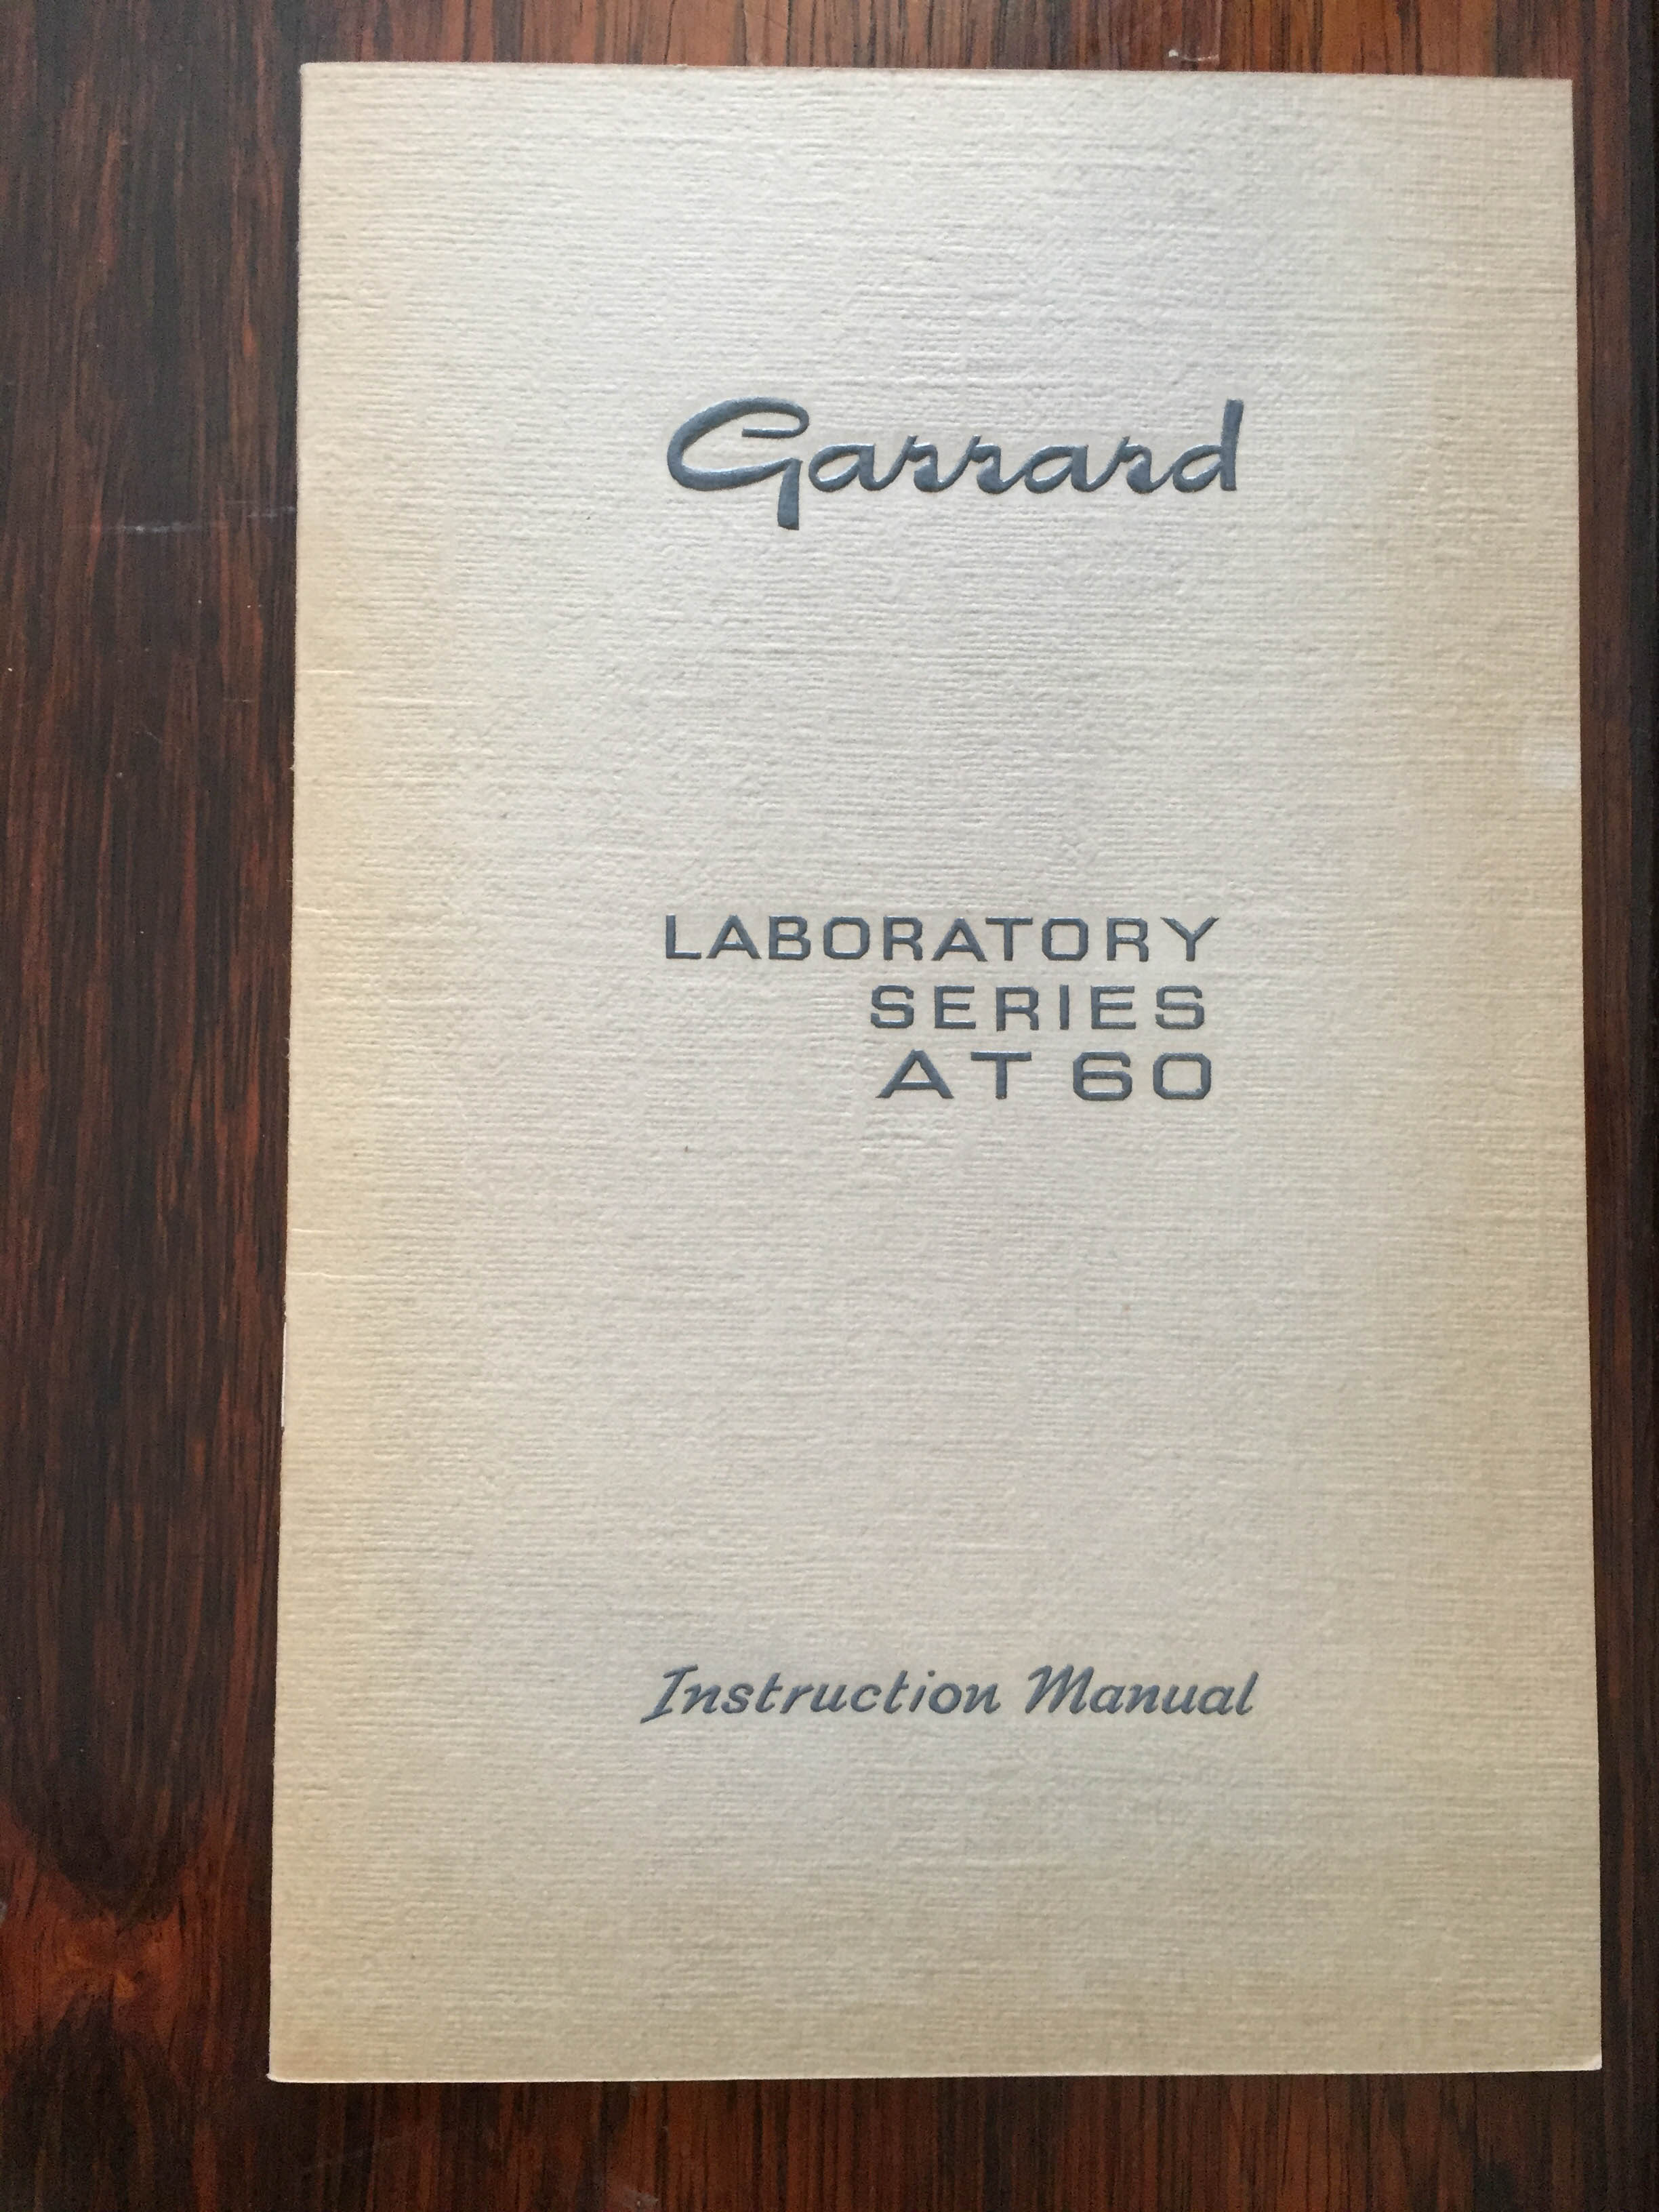 Garrard
LABORATORY
SERIES
AT 60
Instruction Manual